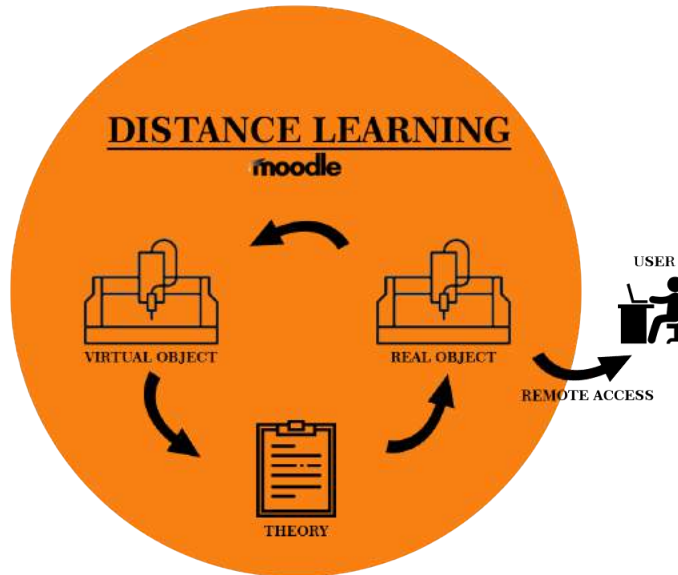 DISTANCE LEARNING
moodle
USER
VIRTUAL OBJECT
REAL OBJECT
REMOTE ACCESS
THEORY